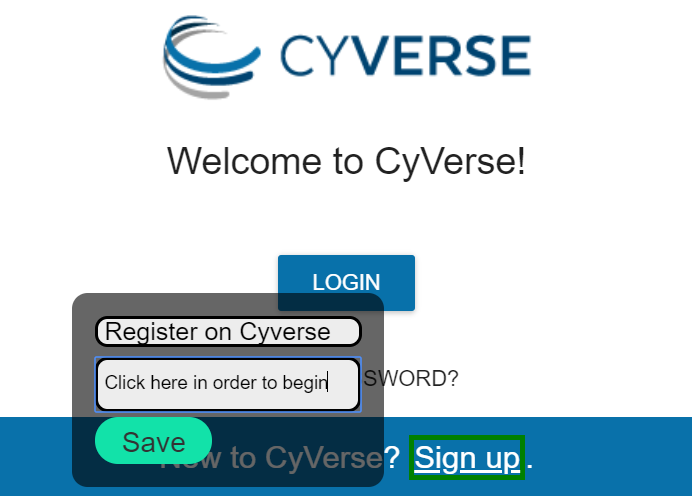 CYVERSE
Welcome to CyVerse!
LOGIN
Register on Cyverse
Click here in order to begin
SWORD?
Save
New to CyVerse? Sign up.